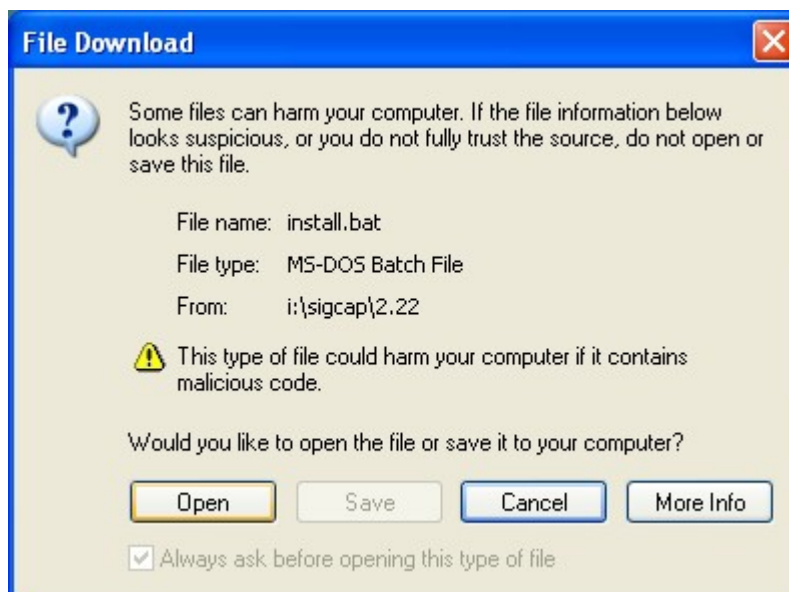 File Download
Some files can harm your computer. If the file information below
looks suspicious, or you do not fully trust the source, do not open or
save this file.
File name: install.bat
File type: MS-DOS Batch File
From: i:\sigcap\2.22
This type of file could harm your computer if it contains
malicious code.
Would you like to open the file or save it to your computer?
Open Save Cancel More Info
Always ask before opening this type of file